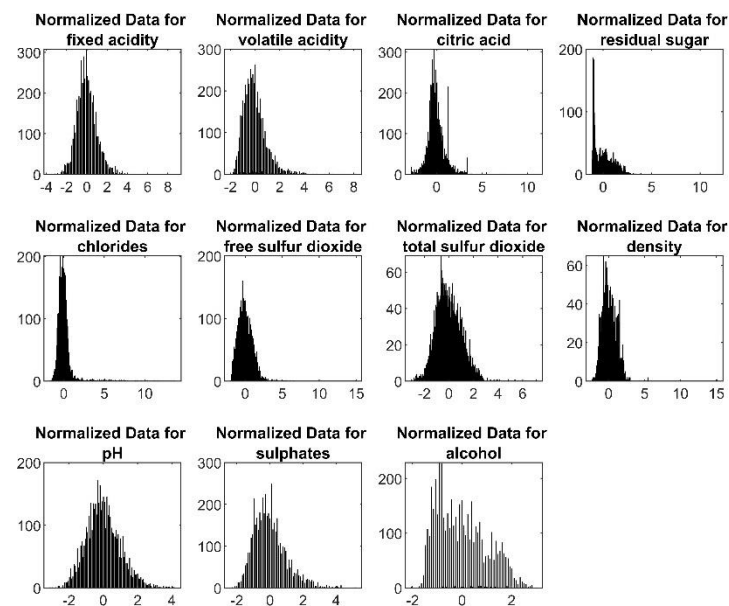 Normalized Data for
fixed acidity
300
200
100
0
-4 -2 0 2 4 6 8
Normalized Data for
volatile acidity
300
200
100
0
-2 0 2 4 6 8
Normalized Data for
citric acid
300
200
100
0
0 5 10
Normalized Data for
residual sugar
200
100
0
0 5 10
Normalized Data for
chlorides
200
100
0
0 5 10
Normalized Data for
free sulfur dioxide
200
100
0
0 5 10 15
Normalized Data for
total sulfur dioxide
60
40
20
0
-2 0 2 4 6
Normalized Data for
density
60
40
20
0
0 5 10 15
Normalized Data for
pH
200
100
0
-2 0 2 4
Normalized Data for
sulphates
300
200
100
0
-2 0 2 4
Normalized Data for
alcohol
200
100
0
-2 0 2